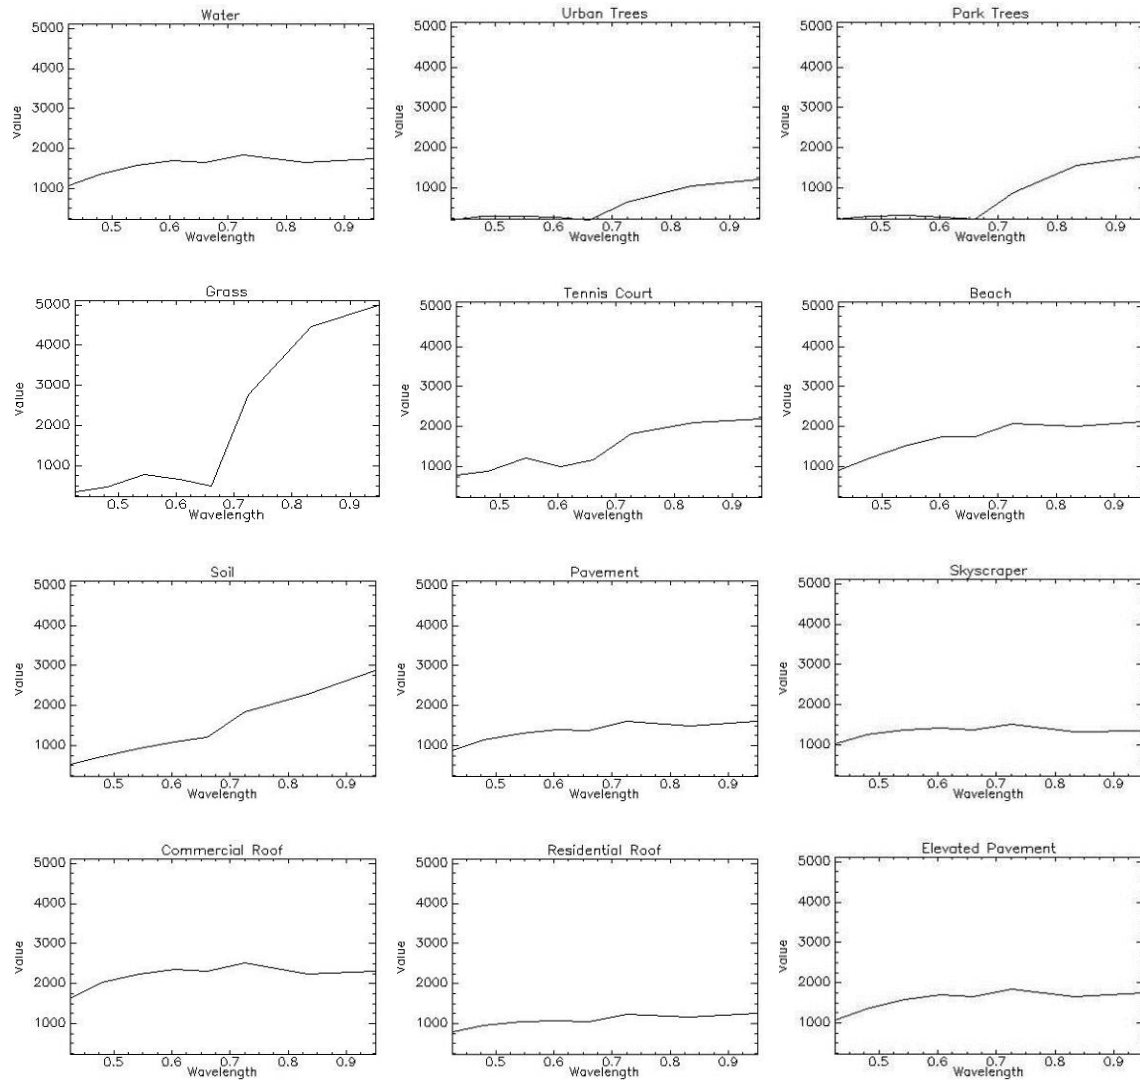 Water
5000
4000
3000
2000
1000
Value
0.5 0.6 0.7 0.8 0.9
Wavelength
Urban Trees
5000
4000
3000
2000
1000
Value
0.5 0.6 0.7 0.8 0.9
Wavelength
Park Trees
5000
4000
3000
2000
1000
Value
0.5 0.6 0.7 0.8 0.9
Wavelength
Grass
5000
4000
3000
2000
1000
Value
0.5 0.6 0.7 0.8 0.9
Wavelength
Tennis Court
5000
4000
3000
2000
1000
Value
0.5 0.6 0.7 0.8 0.9
Wavelength
Beach
5000
4000
3000
2000
1000
Value
0.5 0.6 0.7 0.8 0.9
Wavelength
Soil
5000
4000
3000
2000
1000
Value
0.5 0.6 0.7 0.8 0.9
Wavelength
Pavement
5000
4000
3000
2000
1000
Value
0.5 0.6 0.7 0.8 0.9
Wavelength
Skyscraper
5000
4000
3000
2000
1000
Value
0.5 0.6 0.7 0.8 0.9
Wavelength
Commercial Roof
5000
4000
3000
2000
1000
Value
0.5 0.6 0.7 0.8 0.9
Wavelength
Residential Roof
5000
4000
3000
2000
1000
Value
0.5 0.6 0.7 0.8 0.9
Wavelength
Elevated Pavement
5000
4000
3000
2000
1000
Value
0.5 0.6 0.7 0.8 0.9
Wavelength